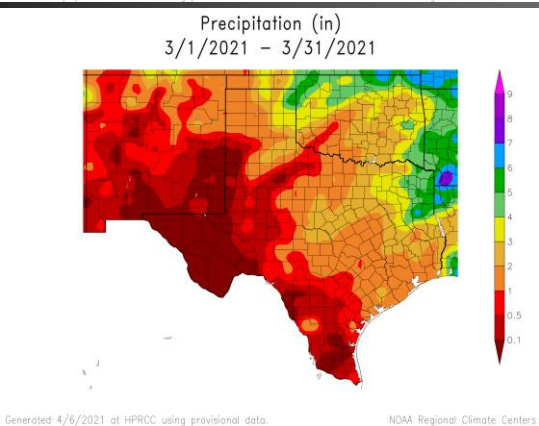 Precipitation (in)
3/1/2021 – 3/31/2021
9
8
7
6
5
4
3
2
1
0.5
0.1
Generated 4/6/2021 at HPRCC using provisional data.
NOAA Regional Climate Centers